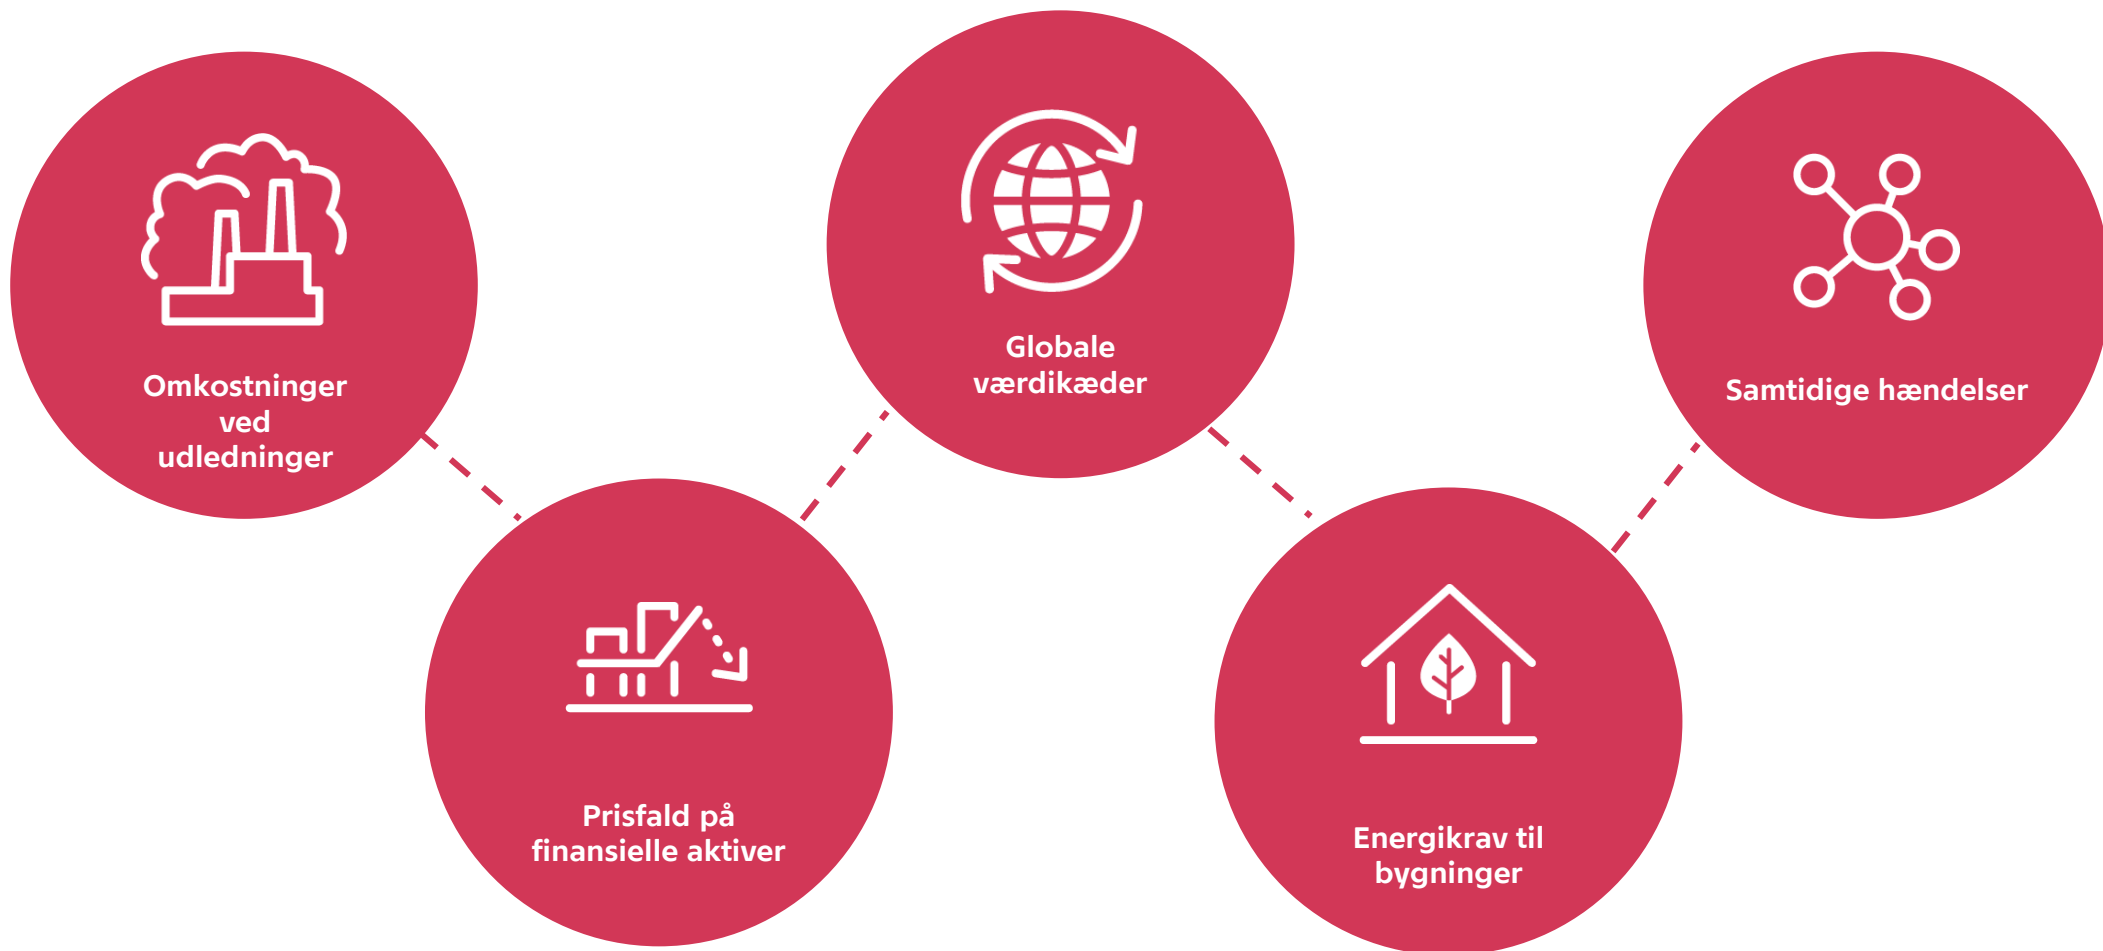 Omkostninger
ved
udledninger
Prisfald på
finansielle aktiver
Globale
værdikæder
Energikrav til
bygninger
Samtidige hændelser